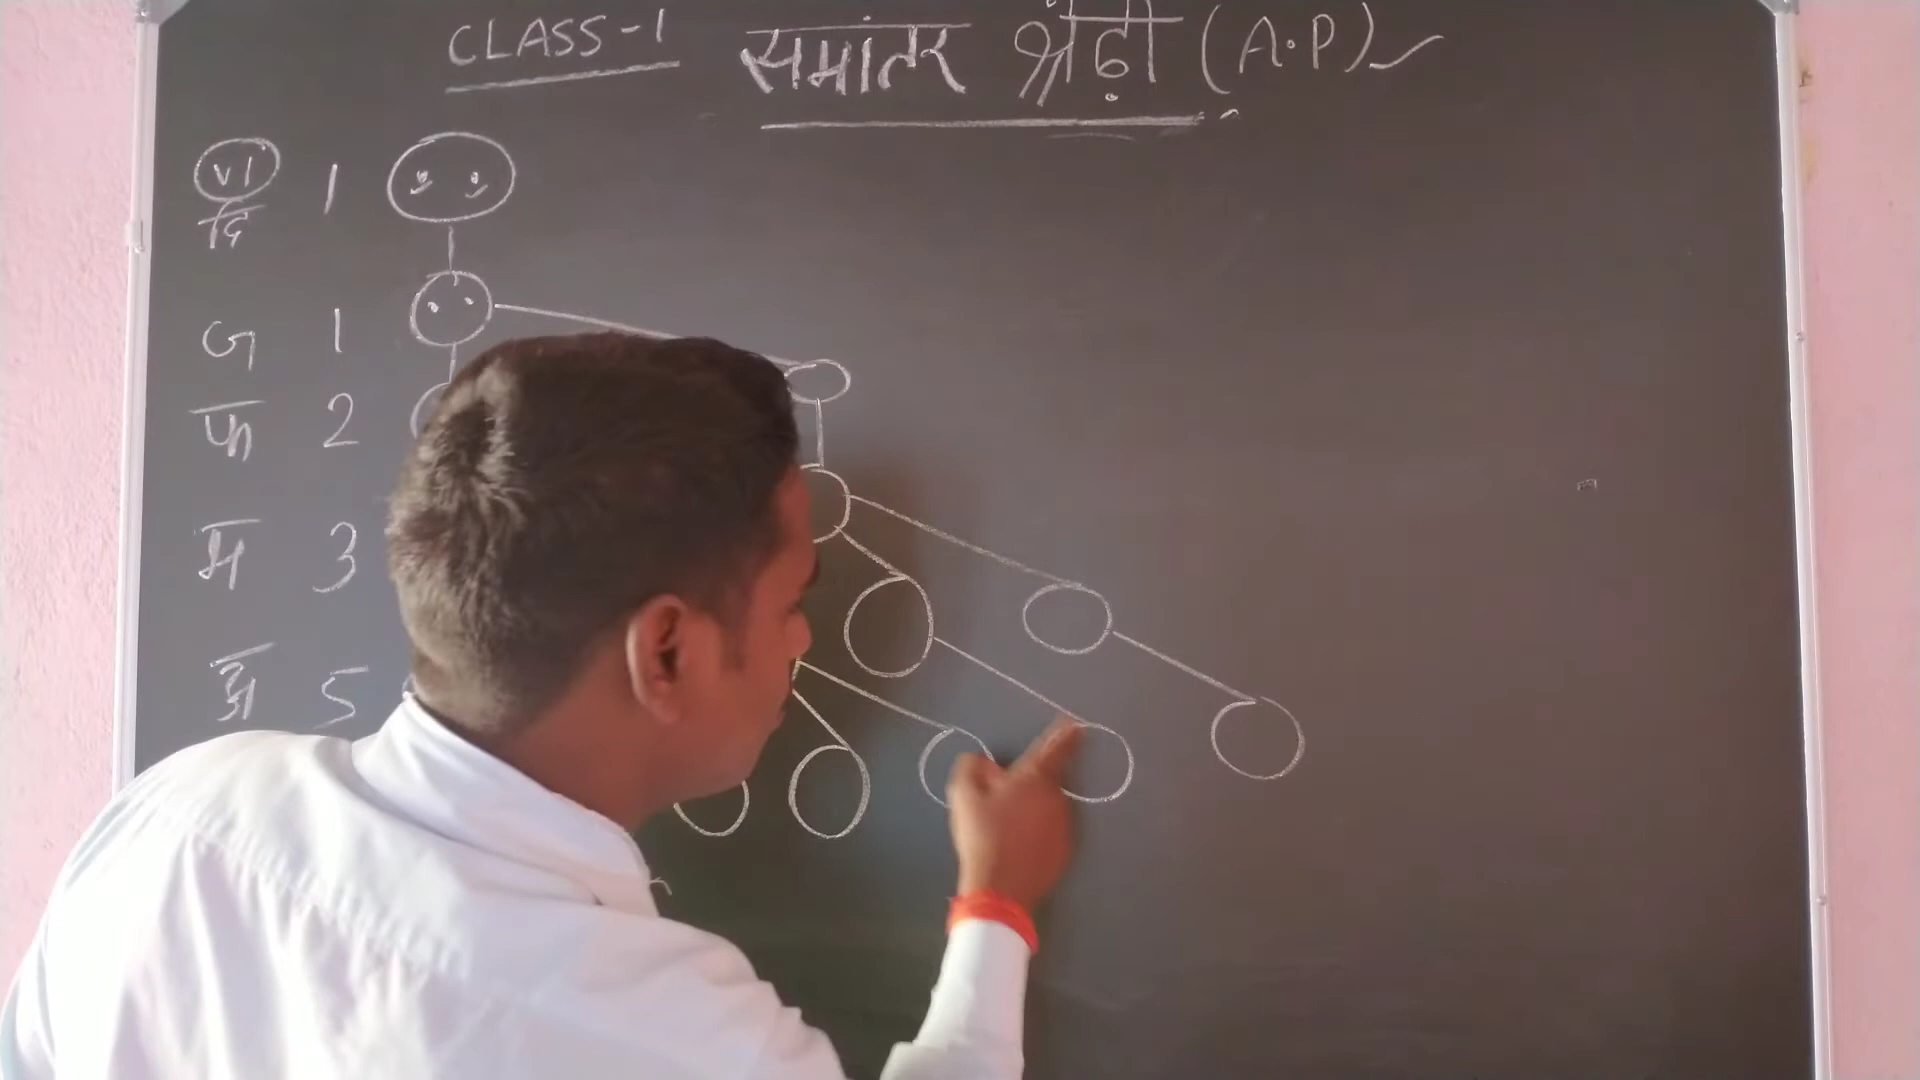 CLASS-1 समांतर श्रेढ़ी (A.P)
VI
दि 1
ज 1
फ 2
म 3
अ 5